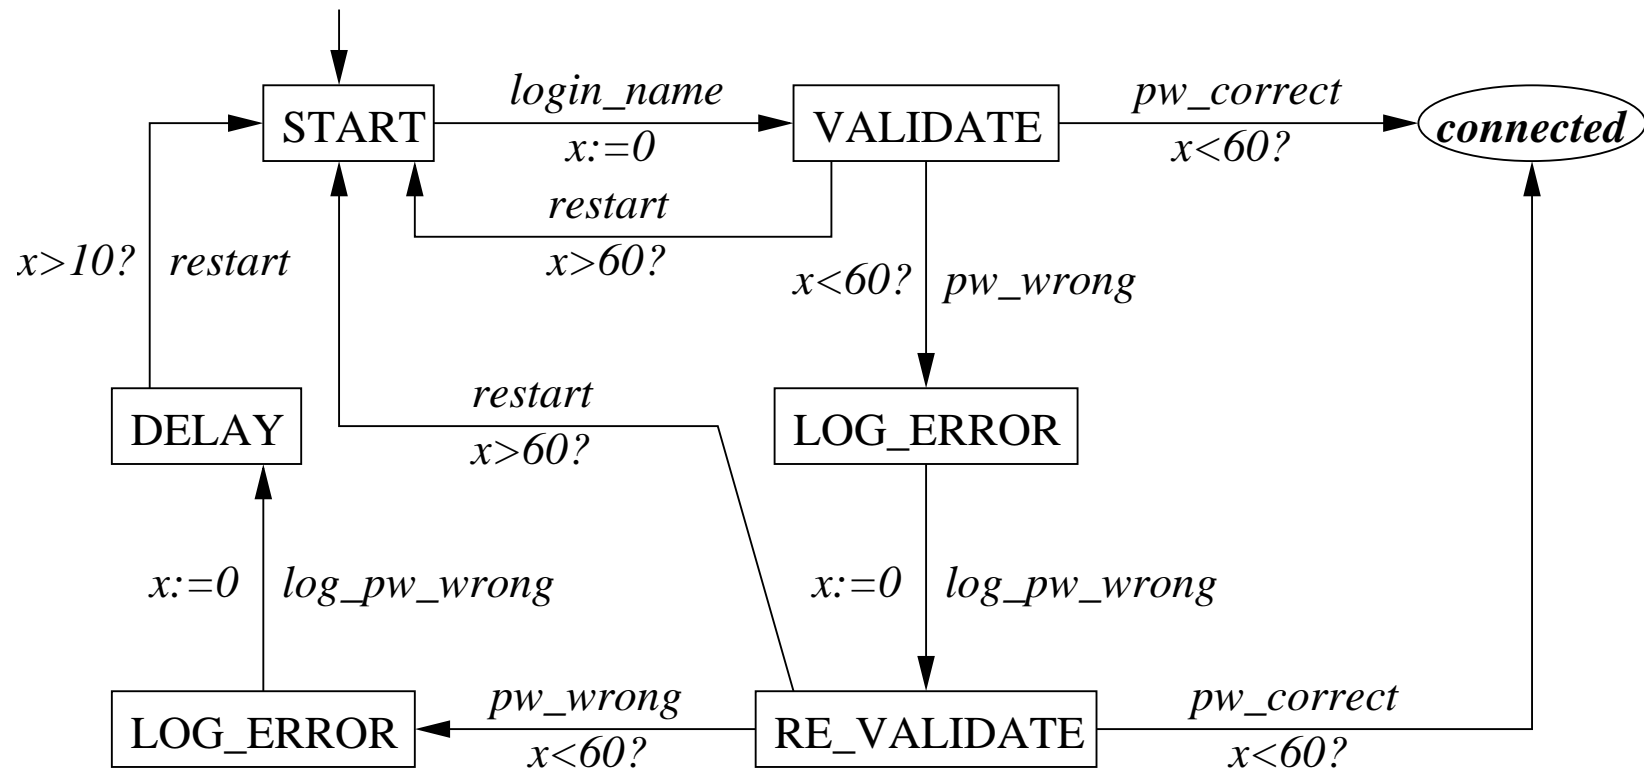 login_name
pw_correct
START
VALIDATE
connected
x:=0
x<60?
restart
x>60?
x>10?
restart
x<60?
pw_wrong
restart
DELAY
LOG_ERROR
x>60?
x:=0
log_pw_wrong
x:=0
log_pw_wrong
pw_wrong
pw_correct
LOG_ERROR
RE_VALIDATE
x<60?
x<60?